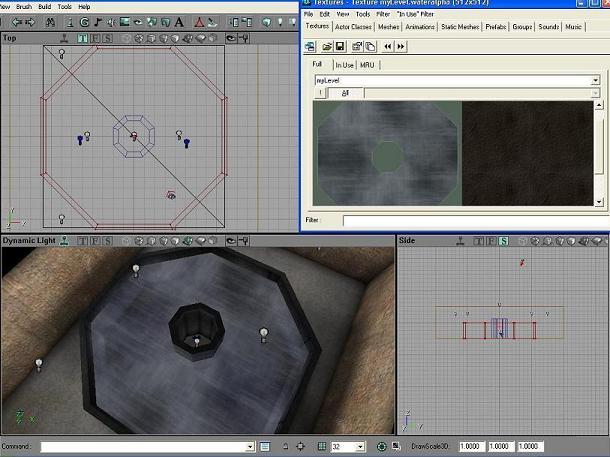 Textures - Texture myLevel.wateralpha (512x512)
View Brush Build Tools Help
File Edit View Tools Filter "In Use" Filter
Textures Actor Classes Meshes Animations Static Meshes Prefabs Groups Sounds Music
Top
T F S
Full In Use MRU
myLevel
! All
Filter :
Dynamic Light T F S
Side T F S
Command: 32 DrawScale3D: 1.0000 1.0000 1.0000